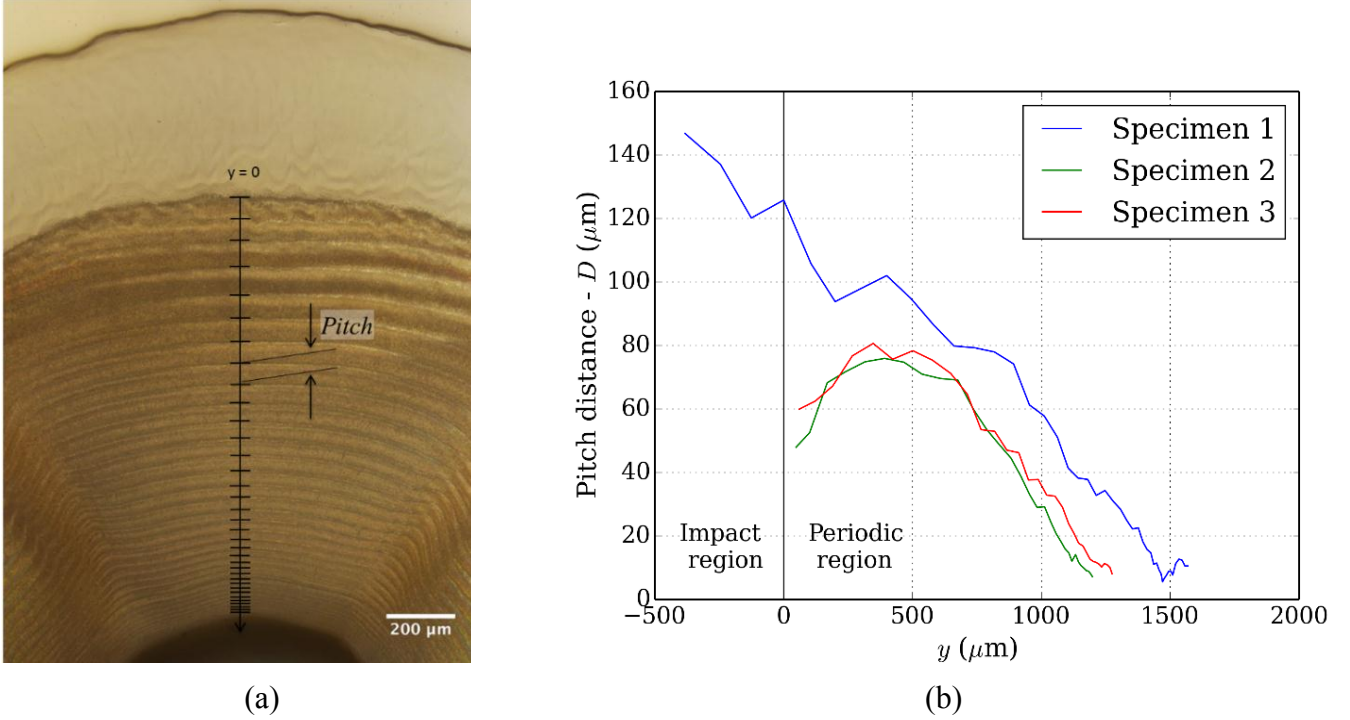 y = 0
Pitch
200 μm
(a)
160
140
120
100
80
60
40
20
0
Pitch distance - D (μm)
Specimen 1
Specimen 2
Specimen 3
Impact
region
Periodic
region
−500 0 500 1000 1500 2000
y (μm)
(b)